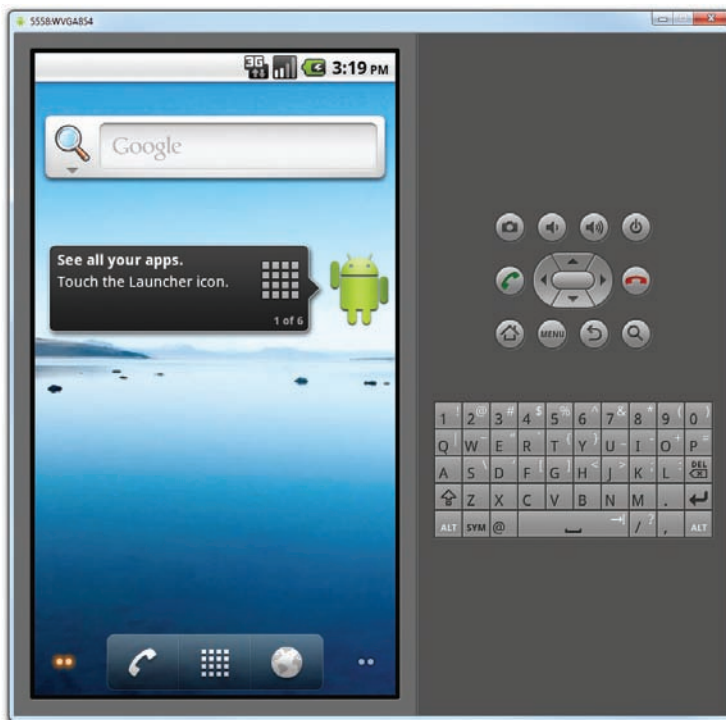 5558:WVGA854
3G
3:19 PM
Google
See all your apps.
Touch the Launcher icon.
1 of 6
MENU
1 ! 2 @ 3 # 4 $ 5 % 6 ^ 7 & 8 * 9 ( 0 )
Q | W ~ E " R ` T { Y } U _ I - O + P =
A S \ D ' F [ G ] H < J > K ; L : DEL
Z X C V B N M .
ALT SYM @ / ? , ALT